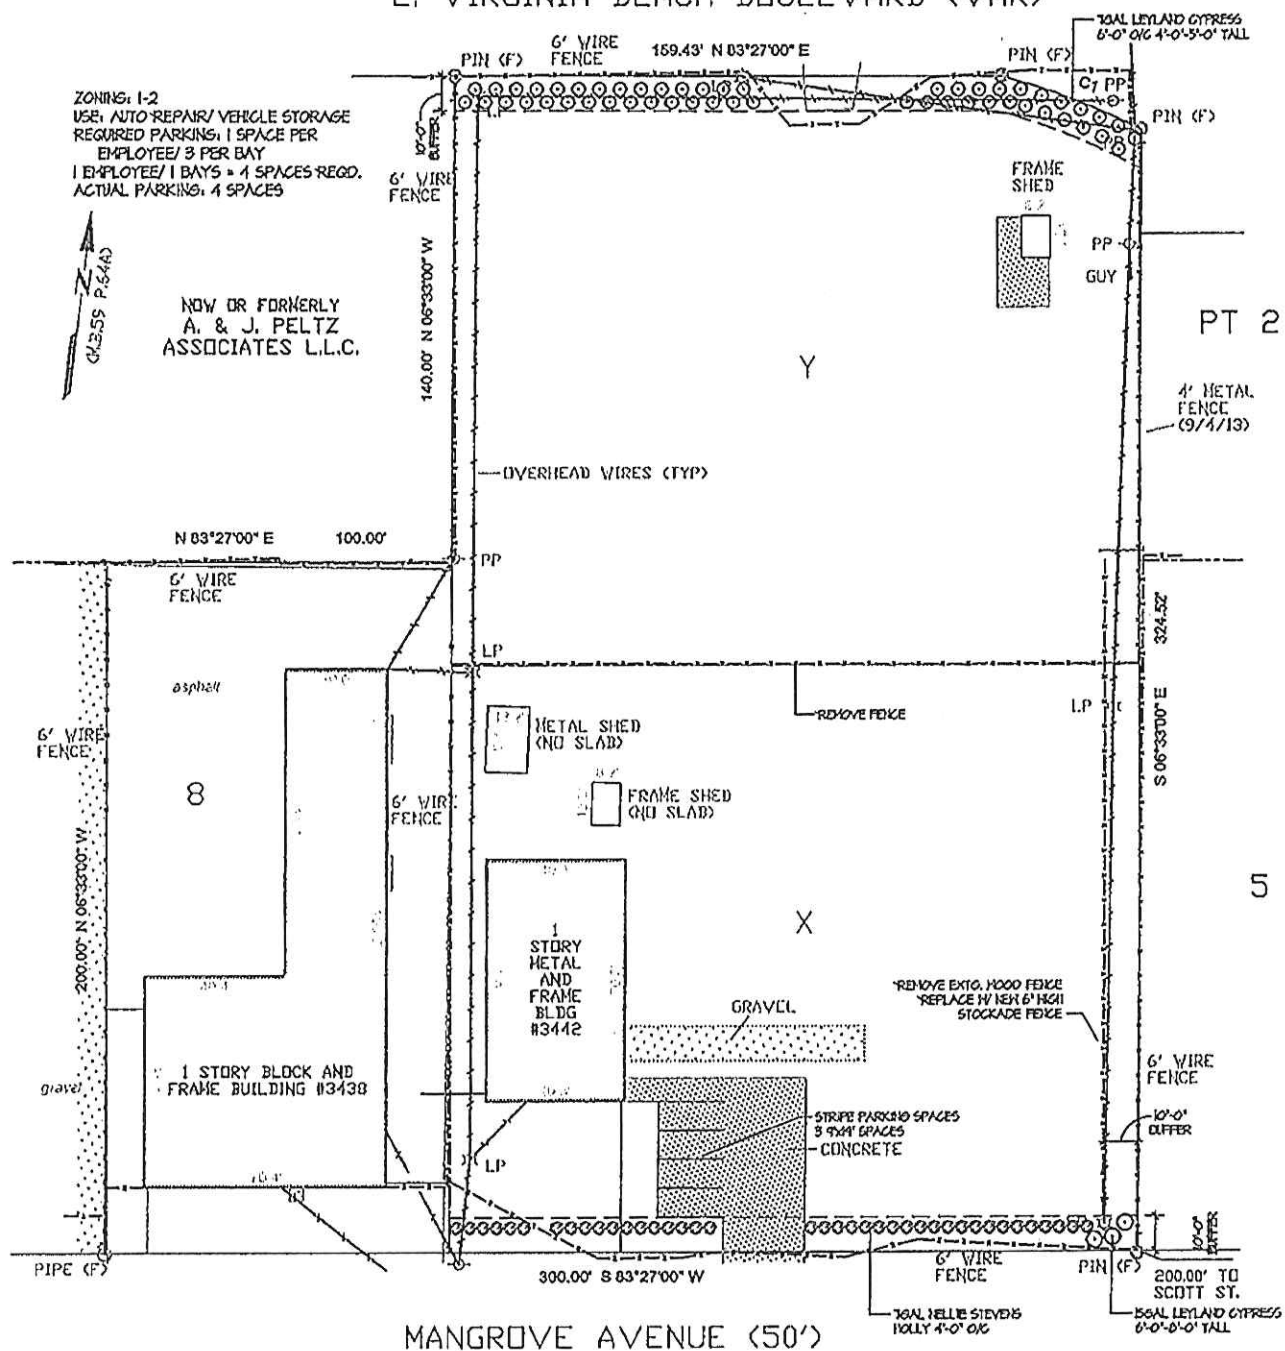 E. VIRGINIA BEACH BOULEVARD (VAR)
7GAL LEYLAND CYPRESS
6'-0" O/C 4'-0"-5'-0" TALL
PIN (F)
6' WIRE
FENCE
159.43' N 83°27'00" E
PIN (F)
C1 PP
PIN (F)
ZONING: I-2
USE: AUTO REPAIR/ VEHICLE STORAGE
REQUIRED PARKING: 1 SPACE PER
EMPLOYEE/ 3 PER BAY
1 EMPLOYEE/ 1 BAYS = 4 SPACES REQD.
ACTUAL PARKING: 4 SPACES
10'-0"
BUFFER
LP
6' WIRE
FENCE
FRAME
SHED
8.2
PP
GUY
N
NOW OR FORMERLY
A. & J. PELTZ
ASSOCIATES L.L.C.
140.00' N 06°33'00" W
Y
PT 2
4' METAL
FENCE
(9/4/13)
OVERHEAD WIRES (TYP)
N 83°27'00" E 100.00'
PP
6' WIRE
FENCE
324.52'
S 06°33'00" E
LP
REMOVE FENCE
LP
asphalt
METAL SHED
(NO SLAB)
6' WIRE
FENCE
8
6' WIRE
FENCE
8.2
FRAME SHED
(NO SLAB)
200.00' N 06°33'00" W
5
X
1
STORY
METAL
AND
FRAME
BLDG
#3442
REMOVE EXTG. WOOD FENCE
REPLACE W/ NEW 6' HIGH
STOCKADE FENCE
GRAVEL
6' WIRE
FENCE
gravel
1 STORY BLOCK AND
FRAME BUILDING #3438
10'-0"
BUFFER
STRIPE PARKING SPACES
3 9'X14' SPACES
CONCRETE
LP
10'-0"
BUFFER
PIPE (F)
300.00' S 83°27'00" W
6' WIRE
FENCE
PIN (F)
200.00' TO
SCOTT ST.
7GAL NELLIE STEVENS
HOLLY 4'-0" O/C
15GAL LEYLAND CYPRESS
6'-0"-8'-0" TALL
MANGROVE AVENUE (50')